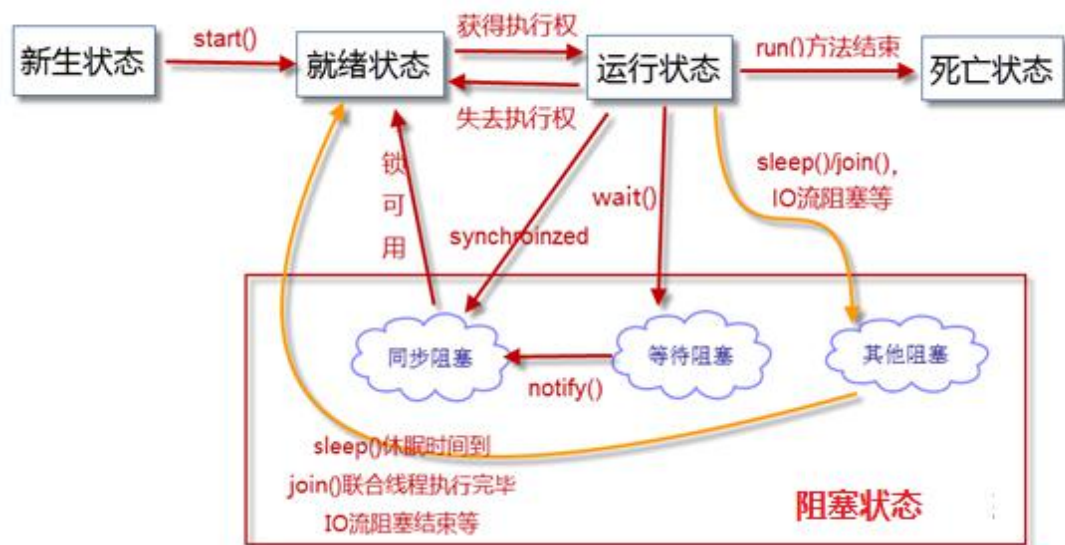 新生状态
start()
就绪状态
获得执行权
失去执行权
运行状态
run()方法结束
死亡状态
锁
可
用
synchroinzed
wait()
sleep()/join(),
IO流阻塞等
同步阻塞
notify()
等待阻塞
其他阻塞
sleep()休眠时间到
join()联合线程执行完毕
IO流阻塞结束等
阻塞状态